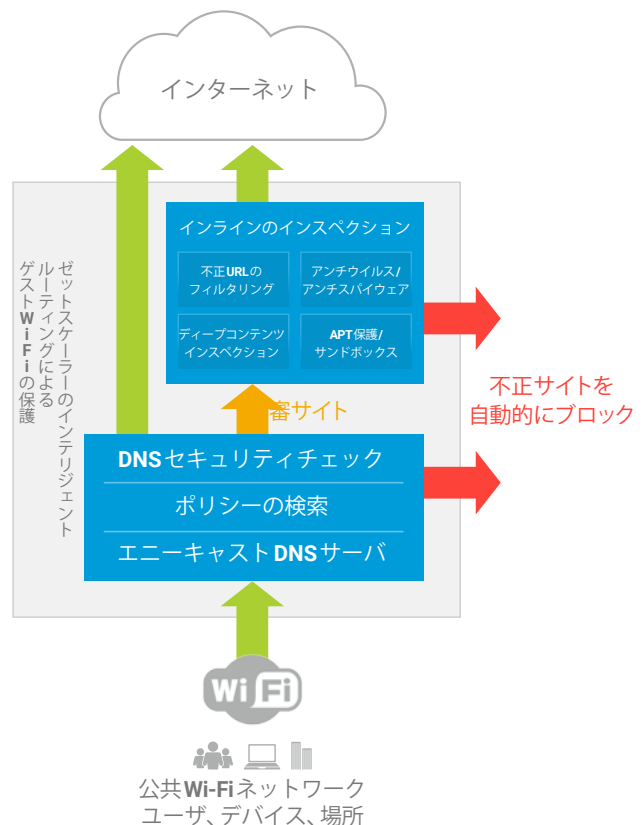 インターネット
ゼットスケーラーのインテリジェント
ルーティングによる
ゲストWiFiの保護
インラインのインスペクション
不正URLの
フィルタリング
アンチウイルス/
アンチスパイウェア
ディープコンテンツ
インスペクション
APT保護/
サンドボックス
不正サイトを
自動的にブロック
審サイト
DNSセキュリティチェック
ポリシーの検索
エニーキャストDNSサーバ
WiFi
公共Wi-Fiネットワーク
ユーザ、デバイス、場所